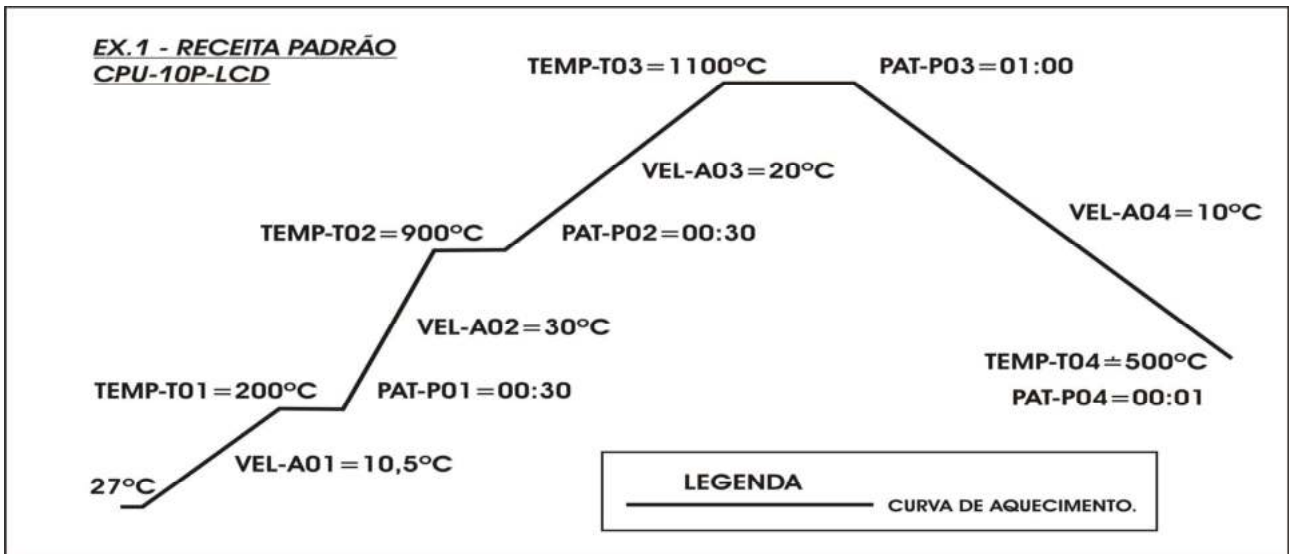 EX.1 - RECEITA PADRÃO
CPU-10P-LCD
TEMP-T03=1100°C
PAT-P03=01:00
VEL-A03=20°C
VEL-A04=10°C
TEMP-T02=900°C
PAT-P02=00:30
VEL-A02=30°C
TEMP-T04=500°C
PAT-P04=00:01
TEMP-T01=200°C
PAT-P01=00:30
VEL-A01=10,5°C
27°C
LEGENDA
CURVA DE AQUECIMENTO.